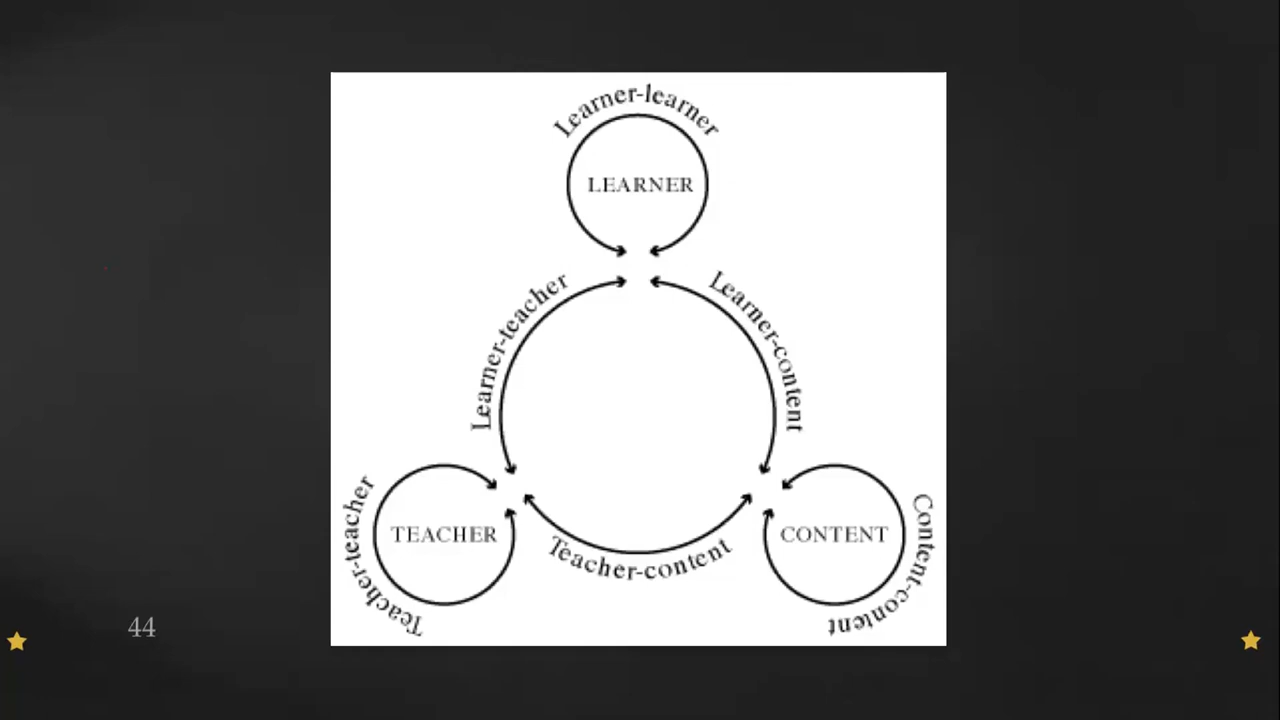 Learner-learner
LEARNER
Learner-teacher
Learner-content
Teacher-teacher
TEACHER
Teacher-content
CONTENT
Content-content
44